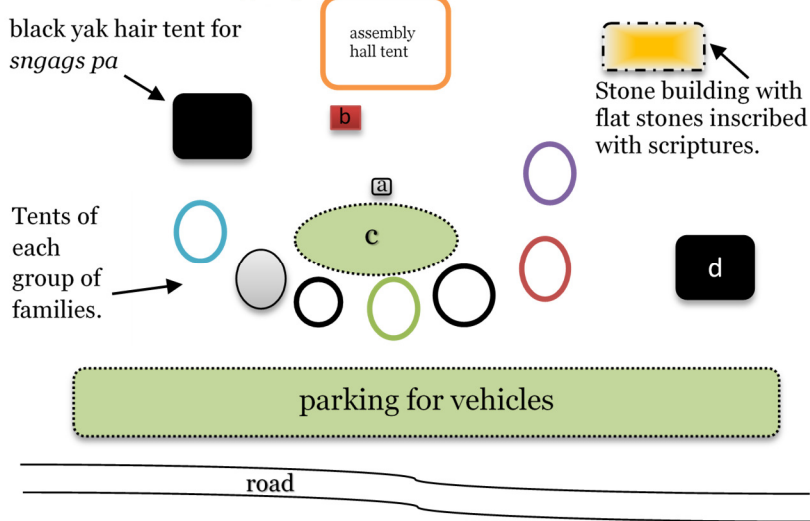 black yak hair tent for
sngags pa
assembly
hall tent
Stone building with
flat stones inscribed
with scriptures.
b
a
c
d
Tents of
each
group of
families.
parking for vehicles
road